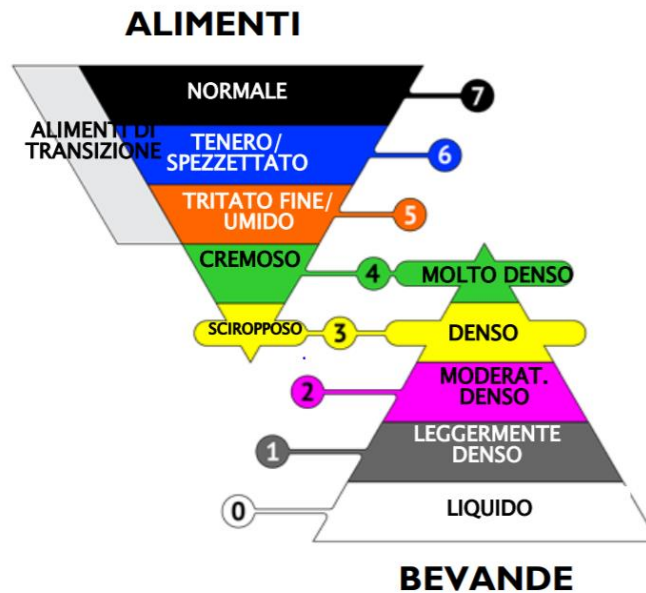 ALIMENTI
NORMALE
7
ALIMENTI DI
TRANSIZIONE
TENERO/
SPEZZETTATO
6
TRITATO FINE/
UMIDO
5
CREMOSO
4
MOLTO DENSO
SCIROPPOSO
3
DENSO
2
MODERAT.
DENSO
1
LEGGERMENTE
DENSO
0
LIQUIDO
BEVANDE